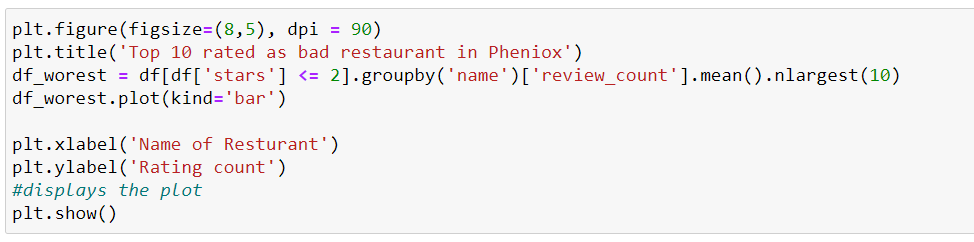 plt.figure(figsize=(8,5), dpi = 90)
plt.title('Top 10 rated as bad restaurant in Pheniox')
df_worest = df[df['stars'] <= 2].groupby('name')['review_count'].mean().nlargest(10)
df_worest.plot(kind='bar')

plt.xlabel('Name of Resturant')
plt.ylabel('Rating count')
#displays the plot
plt.show()